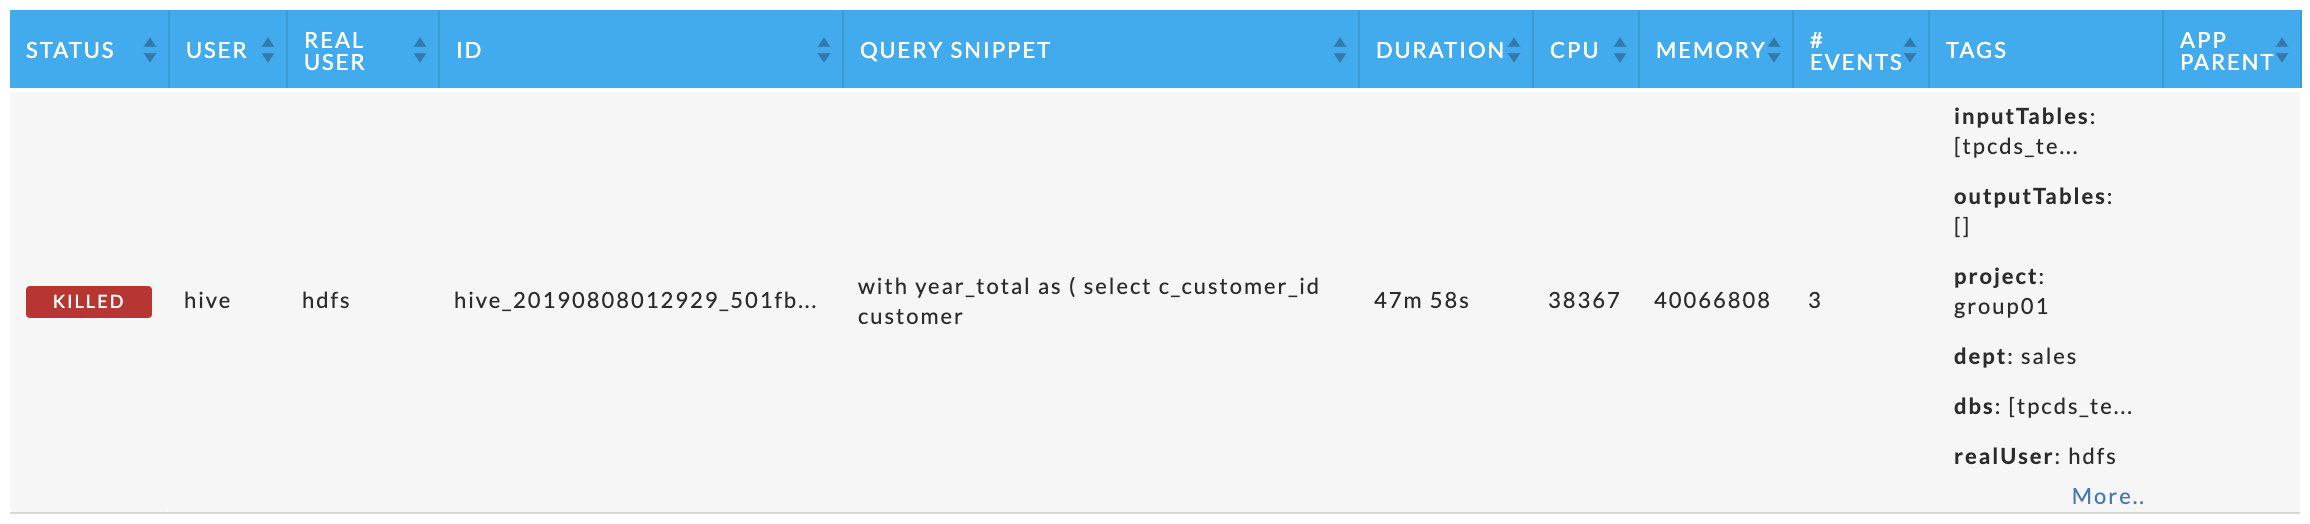 STATUS
USER
REAL
USER
ID
QUERY SNIPPET
DURATION
CPU
MEMORY
#
EVENTS
TAGS
APP
PARENT
KILLED
hive
hdfs
hive_20190808012929_501fb...
with year_total as ( select c_customer_id
customer
47m 58s
38367
40066808
3
inputTables:
[tpcds_te...
outputTables:
[]
project:
group01
dept: sales
dbs: [tpcds_te...
realUser: hdfs
More..